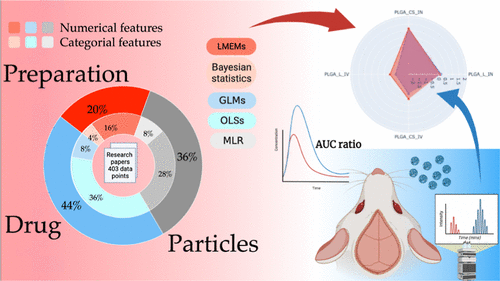 Numerical features
Categorial features
Preparation
20%
4%
16%
8%
8%
Research
papers
403 data
points
36%
36%
28%
44%
Drug
Particles
LMEMs
Bayesian
statistics
GLMs
OLSs
MLR
Concentration
Time
AUC ratio
PLGA_CS_IN
PLGA_L_IV
PLGA_L_IN
PLGA_CS_IV
Intensity
Time (mins)